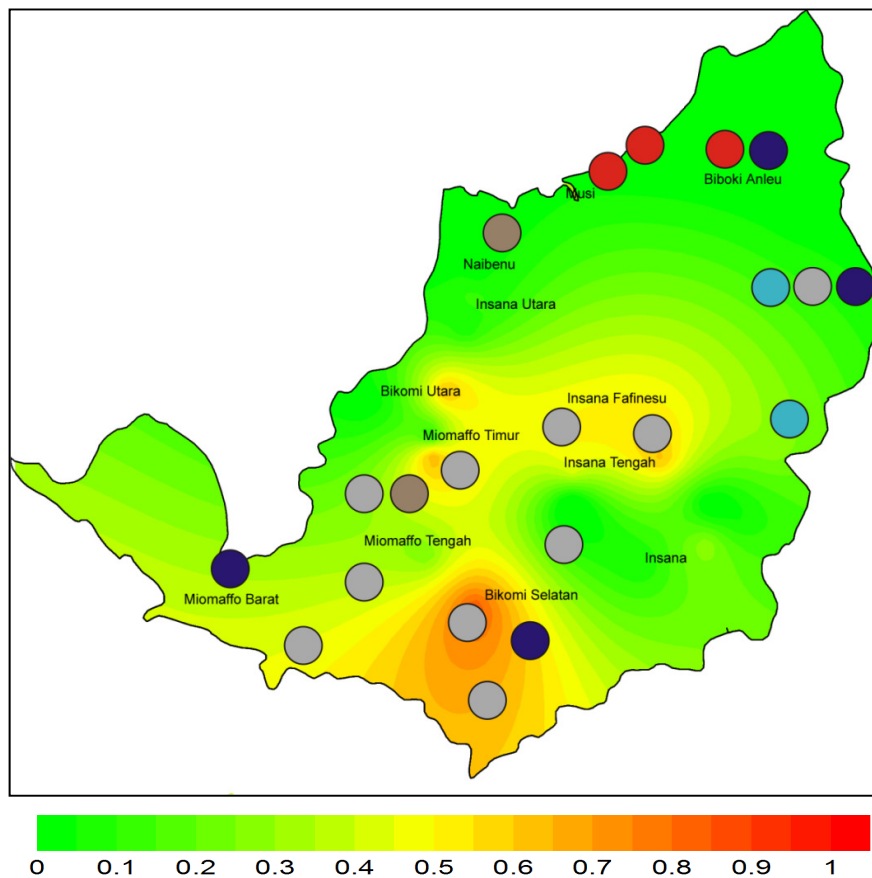 Biboki Anleu
Musi
Naibenu
Insana Utara
Bikomi Utara
Insana Fafinesu
Miomaffo Timur
Insana Tengah
Miomaffo Tengah
Insana
Bikomi Selatan
Miomaffo Barat
0 0.1 0.2 0.3 0.4 0.5 0.6 0.7 0.8 0.9 1